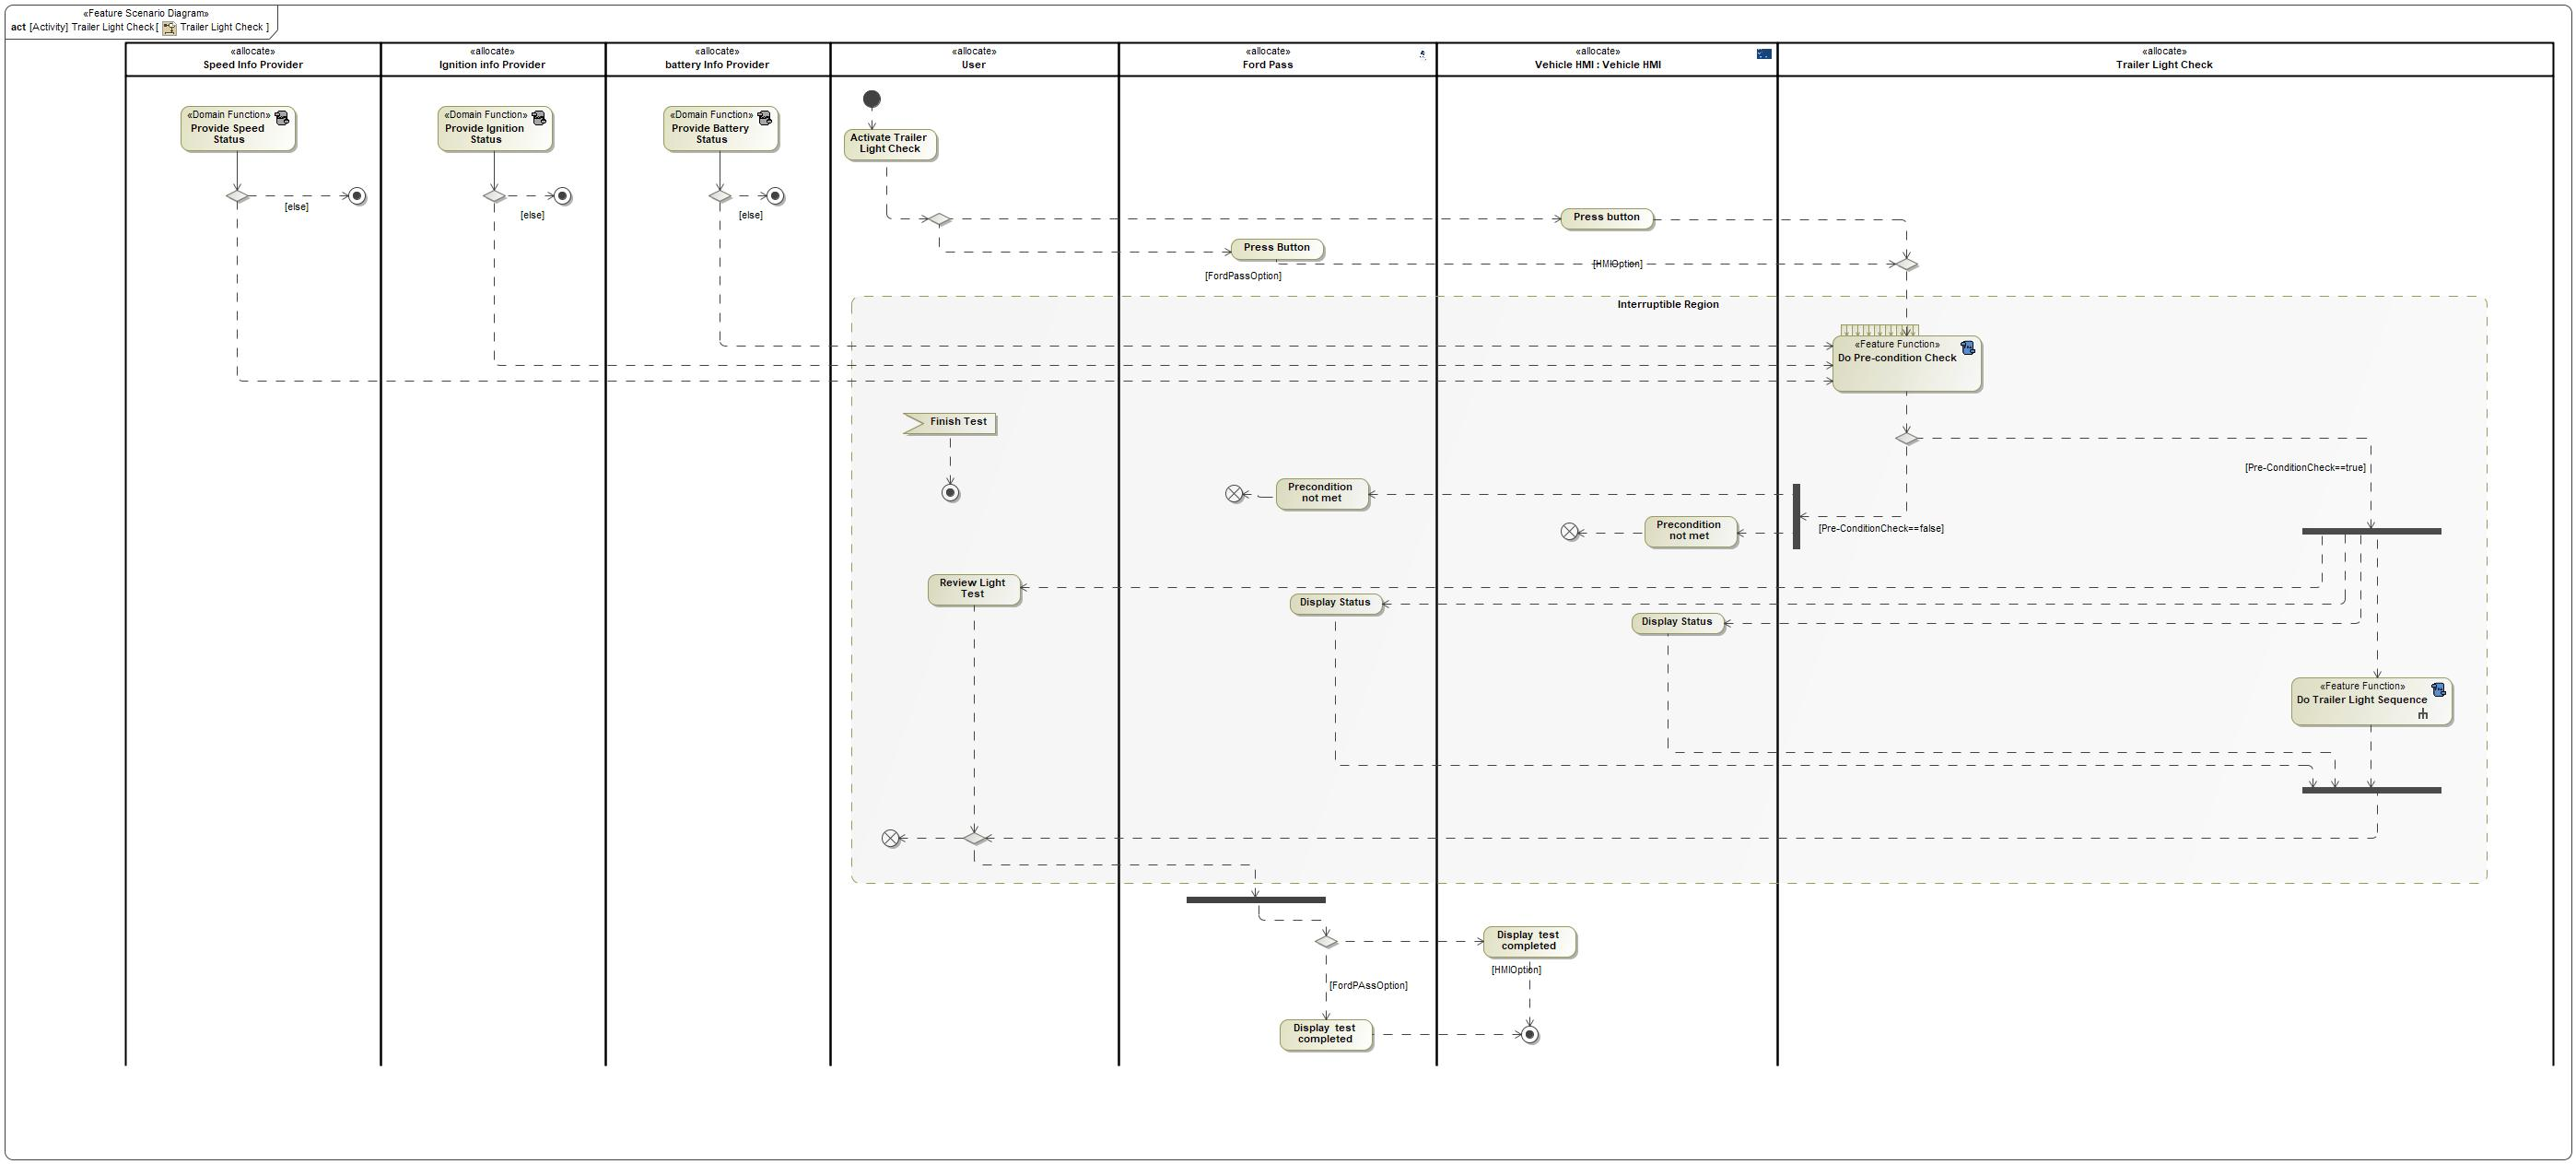 «Feature Scenario Diagram»
act [Activity] Trailer Light Check[ Trailer Light Check ]
«allocate»
Speed Info Provider
«allocate»
Ignition info Provider
«allocate»
battery Info Provider
«allocate»
User
«allocate»
Ford Pass
«allocate»
Vehicle HMI : Vehicle HMI
«allocate»
Trailer Light Check
«Domain Function»
Provide Speed
Status
«Domain Function»
Provide Ignition
Status
«Domain Function»
Provide Battery
Status
Activate Trailer
Light Check
[else]
[else]
[else]
Press button
Press Button
[FordPassOption]
[HMIOption]
Interruptible Region
«Feature Function»
Do Pre-condition Check
Finish Test
[Pre-ConditionCheck==true]
Precondition
not met
Precondition
not met
[Pre-ConditionCheck==false]
Review Light
Test
Display Status
Display Status
«Feature Function»
Do Trailer Light Sequence
Display test
completed
[HMIOption]
[FordPAssOption]
Display test
completed